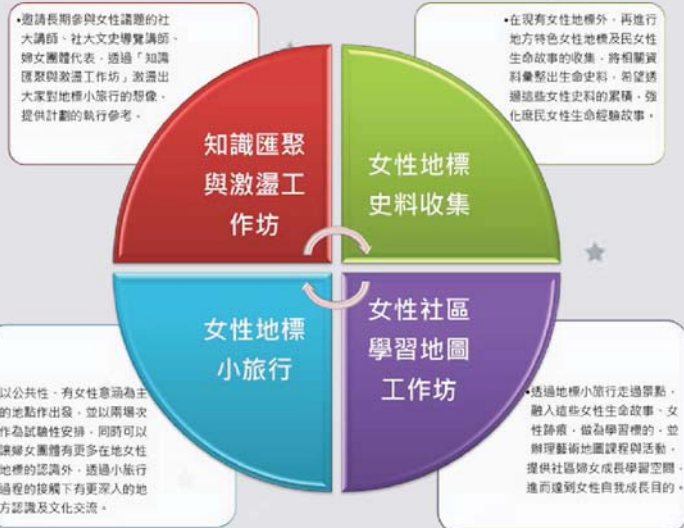 •邀請長期參與女性議題的社
大講師、社大文史導覽講師、
婦女團體代表，透過「知識
匯聚與激盪工作坊」激盪出
大家對地標小旅行的想像，
提供計劃的執行參考。
•在現有女性地標外，再進行
地方特色女性地標及民女性
生命故事的收集，將相關資
料彙整出生命史料，希望透
過這些女性史料的累積，強
化庶民女性生命經驗故事。
知識匯聚
與激盪工
作坊
女性地標
史料收集
女性地標
小旅行
女性社區
學習地圖
工作坊
以公共性、有女性意涵為主
的地點作出發，並以兩場次
作為試驗性安排，同時可以
讓婦女團體有更多在地女性
地標的認識外，透過小旅行
過程的接觸下有更深入的地
方認識及文化交流。
•透過地標小旅行走過景點，
融入這些女性生命故事、女
性跡痕，做為學習標的，並
辦理藝術地圖課程與活動，
提供社區婦女成長學習空間，
進而達到女性自我成長目的。